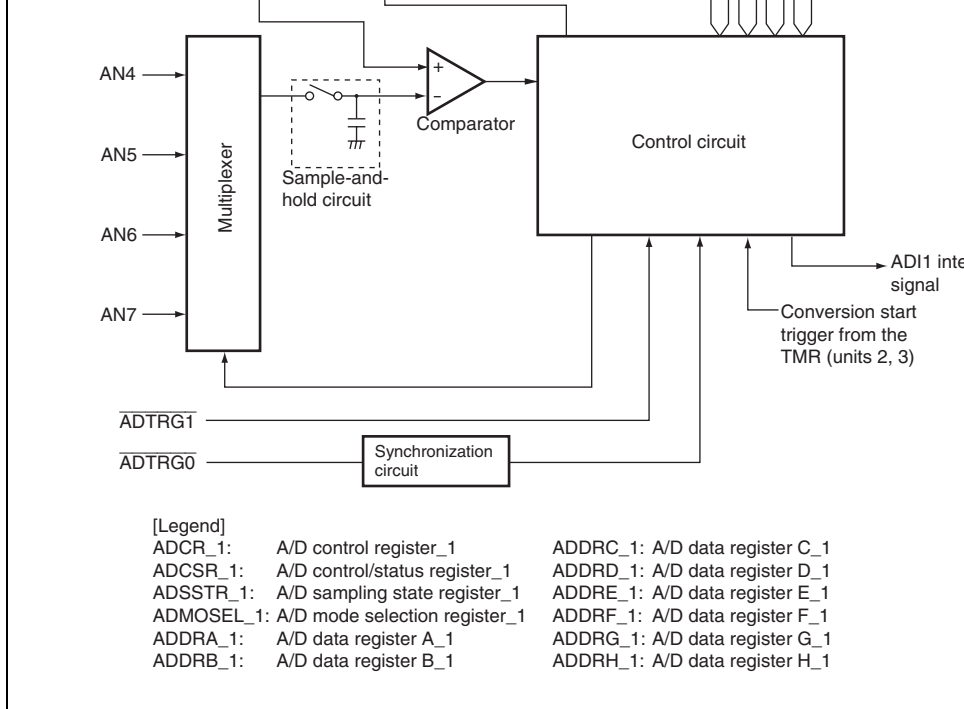 AN4
AN5
AN6
AN7
Multiplexer
+
−
Comparator
Sample-and-
hold circuit
Control circuit
ADI1
signal
Conversion start
trigger from the
TMR (units 2, 3)
ADTRG1
ADTRG0
Synchronization
circuit
[Legend]
ADCR_1: A/D control register_1
ADCSR_1: A/D control/status register_1
ADSSTR_1: A/D sampling state register_1
ADMOSEL_1: A/D mode selection register_1
ADDRA_1: A/D data register A_1
ADDRB_1: A/D data register B_1
ADDRC_1: A/D data register C_1
ADDRD_1: A/D data register D_1
ADDRE_1: A/D data register E_1
ADDRF_1: A/D data register F_1
ADDRG_1: A/D data register G_1
ADDRH_1: A/D data register H_1